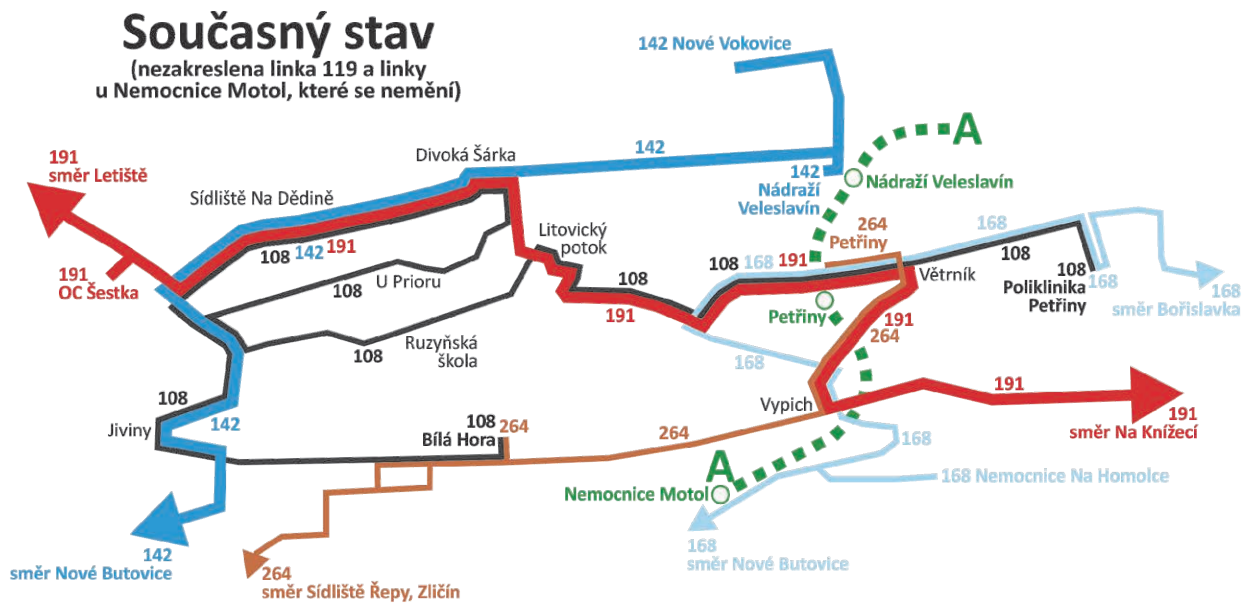 Současný stav
(nezakreslena linka 119 a linky
u Nemocnice Motol, které se nemění)
142 Nové Vokovice
A
191
směr Letiště
Divoká Šárka
142
142
Nádraží
Veleslavín
Nádraží Veleslavín
Sídliště Na Dědině
264
Petřiny
168
108
Litovický
potok
108 142 191
191
OC Šestka
108
U Prioru
108
108
168
191
Větrník
108
Poliklinika
Petřiny
168
168
směr Bořislavka
191
Petřiny
191
264
108
Ruzyňská
škola
168
191
108
Jiviny
142
108
Bílá Hora
264
264
Vypich
191
směr Na Knížecí
168
A
Nemocnice Motol
168 Nemocnice Na Homolce
142
směr Nové Butovice
168
směr Nové Butovice
264
směr Sídliště Řepy, Zličín